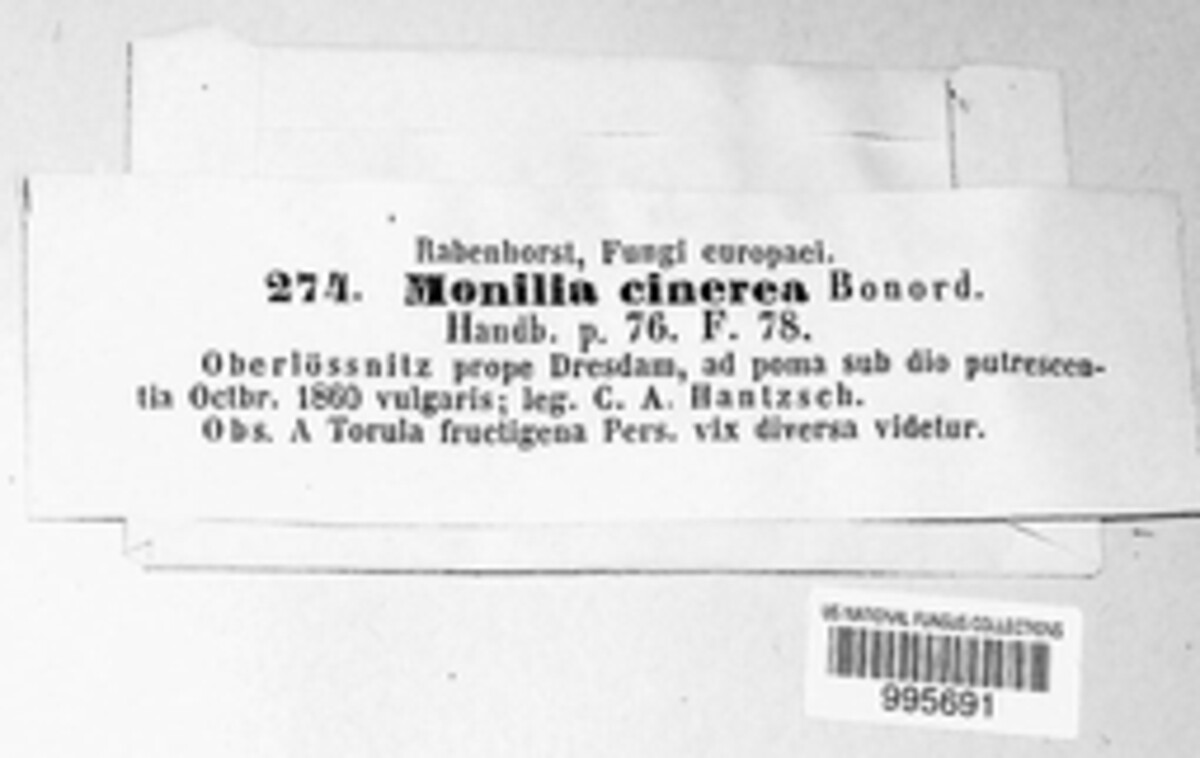 Rabenhorst, Fungi europaei.
274. Monilia cinerea Bonord.
Handb. p. 76. F. 78.
Oberlössnitz prope Dresdam, ad poma sub dio putrescen-
tia Octbr. 1860 vulgaris; leg. C. A. Hantzsch.
Obs. A Torula fructigena Pers. vix diversa videtur.
US NATIONAL FUNGUS COLLECTIONS
995691